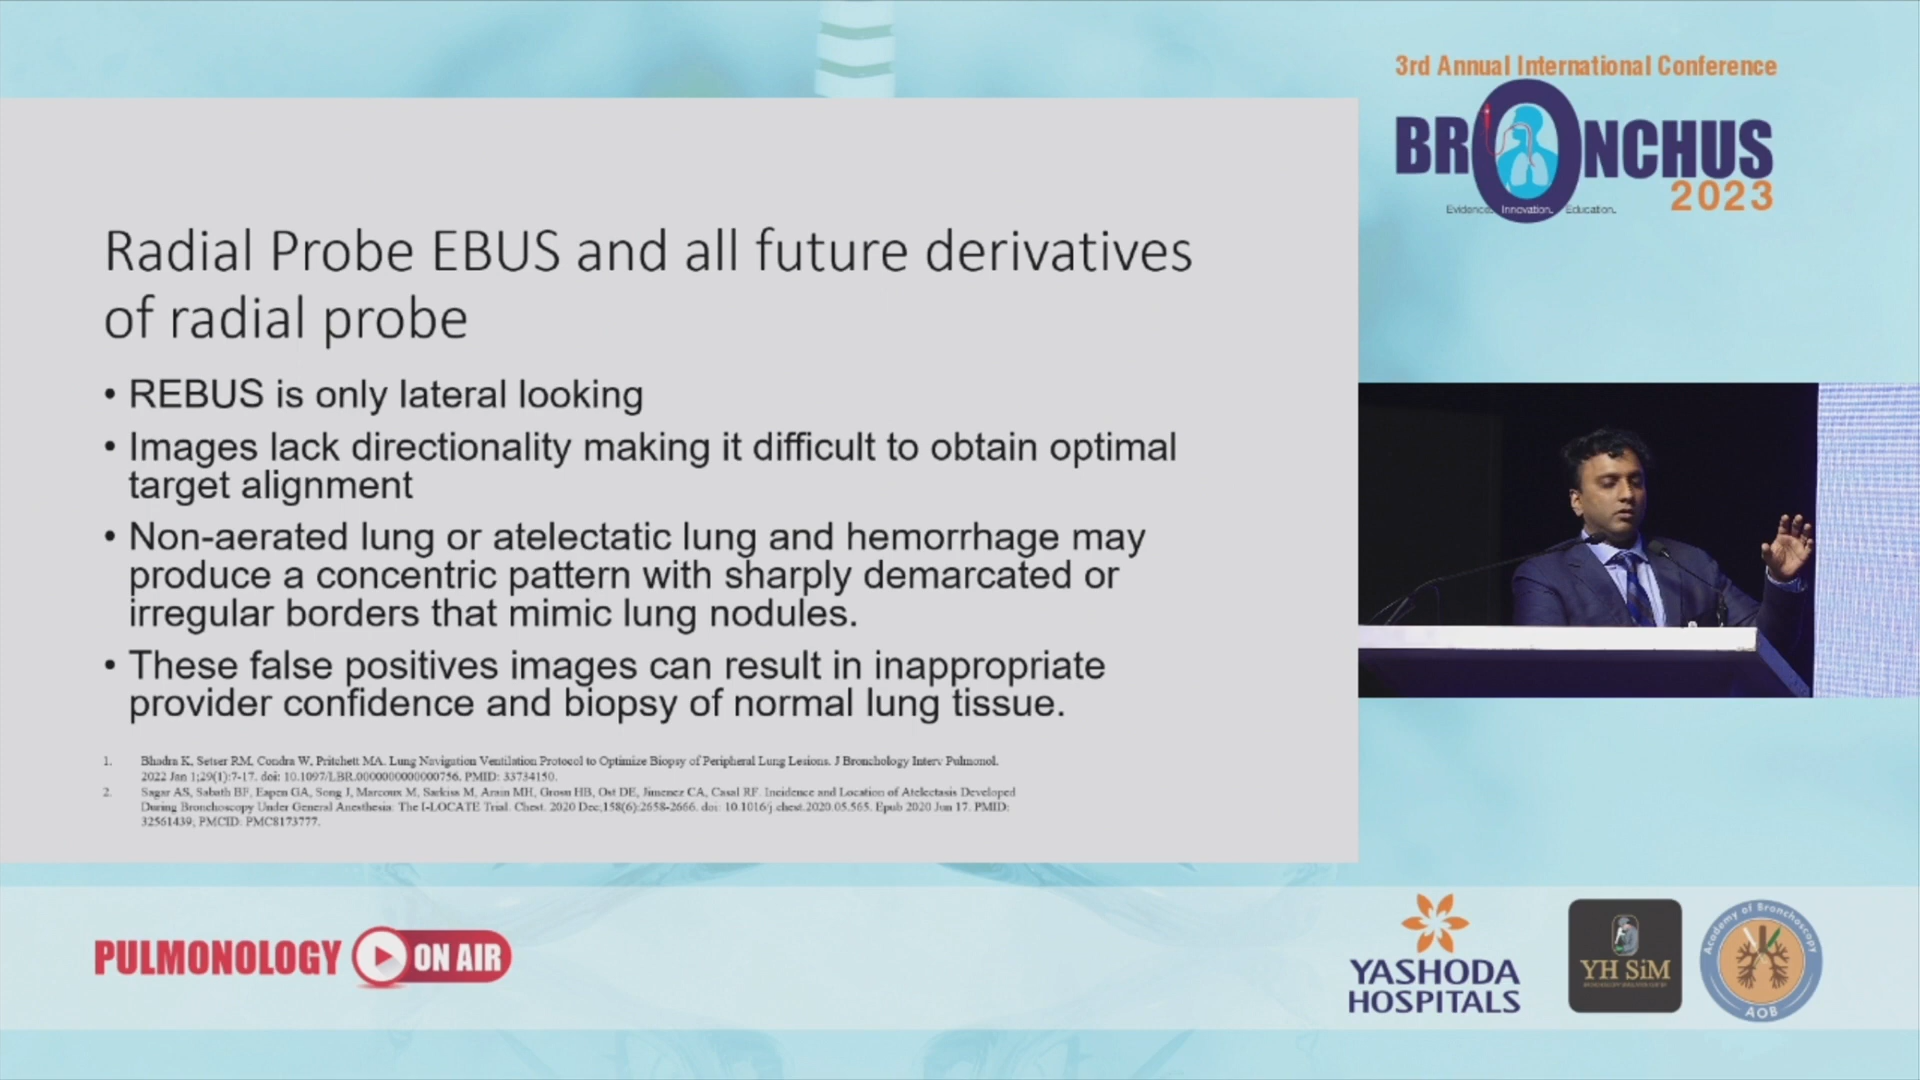 3rd Annual International Conference
BRONCHUS
2023
Evidence. Innovation. Education.
Radial Probe EBUS and all future derivatives
of radial probe
• REBUS is only lateral looking
• Images lack directionality making it difficult to obtain optimal
target alignment
• Non-aerated lung or atelectatic lung and hemorrhage may
produce a concentric pattern with sharply demarcated or
irregular borders that mimic lung nodules.
• These false positives images can result in inappropriate
provider confidence and biopsy of normal lung tissue.
1. Bhadra K, Setser RM, Condra W, Pritchett MA. Lung Navigation Ventilation Protocol to Optimize Biopsy of Peripheral Lung Lesions. J Bronchology Interv Pulmonol.
2022 Jan 1;29(1):7-17. doi: 10.1097/LBR.0000000000000756. PMID: 33734150.
2. Sagar AS, Sabath BF, Eapen GA, Song J, Marcoux M, Sarkiss M, Arain MH, Grosu HB, Ost DE, Jimenez CA, Casal RF. Incidence and Location of Atelectasis Developed
During Bronchoscopy Under General Anesthesia: The I-LOCATE Trial. Chest. 2020 Dec;158(6):2658-2666. doi: 10.1016/j.chest.2020.05.565. Epub 2020 Jun 17. PMID:
32561439; PMCID: PMC8173777.
PULMONOLOGY ON AIR
YASHODA
HOSPITALS
YH SiM
Academy of Bronchoscopy
AOB